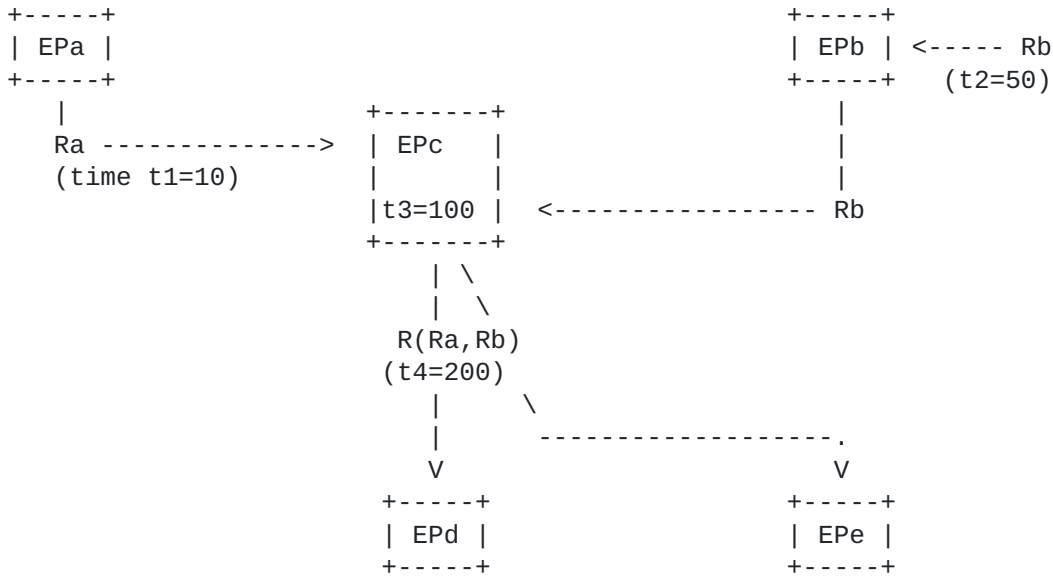 +-----+                                           +-----+
| EPa |                                           | EPb | <----- Rb
+-----+                                           +-----+   (t2=50)
   |                    +-------+                    |
   Ra -------------->   | EPc   |                    |
   (time t1=10)         |       |                    |
                        |t3=100 |  <----------------- Rb
                        +-------+
                            | \
                            |  \
                          R(Ra,Rb)
                         (t4=200)
                            |     \
                            |      -------------------.
                            V                         V
                         +-----+                   +-----+
                         | EPd |                   | EPe |
                         +-----+                   +-----+